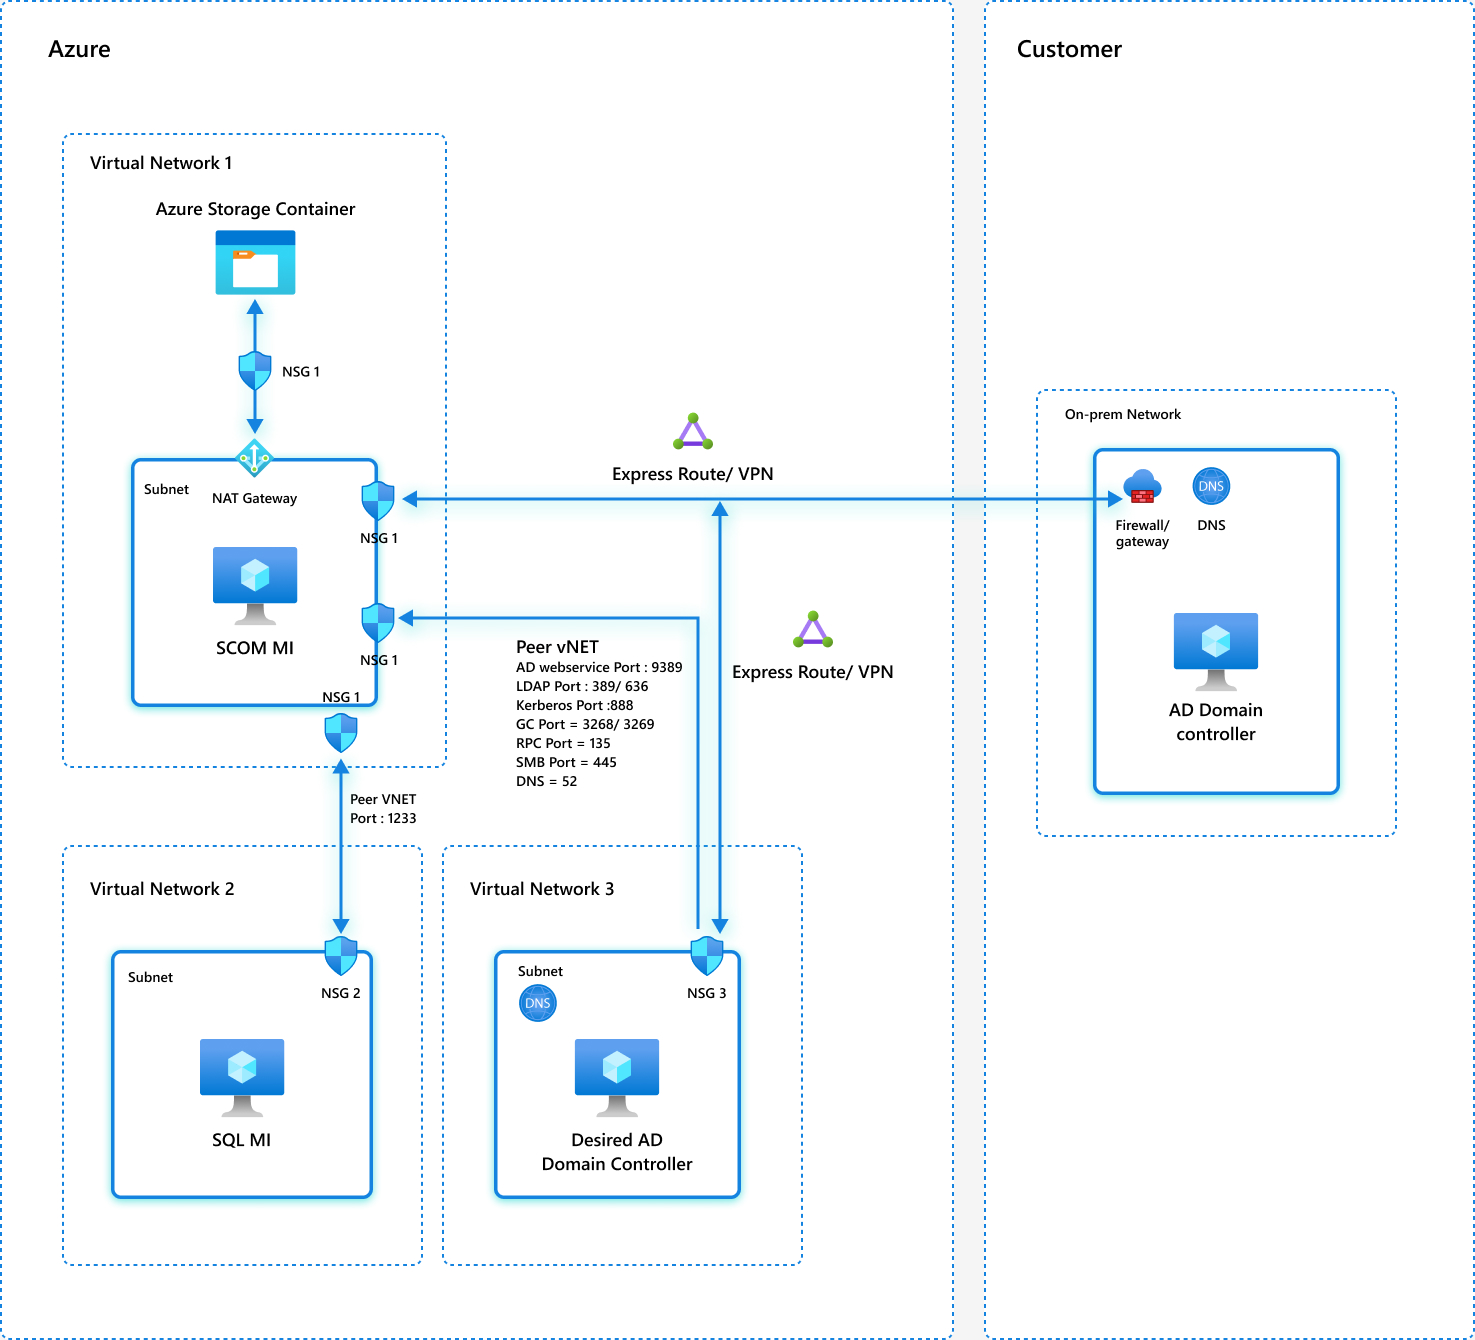 Azure
Customer
Virtual Network 1
Azure Storage Container
NSG 1
Subnet
NAT Gateway
NSG 1
SCOM MI
NSG 1
NSG 1
Express Route/ VPN
Peer vNET
AD webservice Port : 9389
LDAP Port : 389/ 636
Kerberos Port :888
GC Port = 3268/ 3269
RPC Port = 135
SMB Port = 445
DNS = 52
Express Route/ VPN
On-prem Network
DNS
Firewall/
gateway
DNS
AD Domain
controller
Peer VNET
Port : 1233
Virtual Network 2
Subnet
NSG 2
SQL MI
Virtual Network 3
Subnet
DNS
NSG 3
Desired AD
Domain Controller